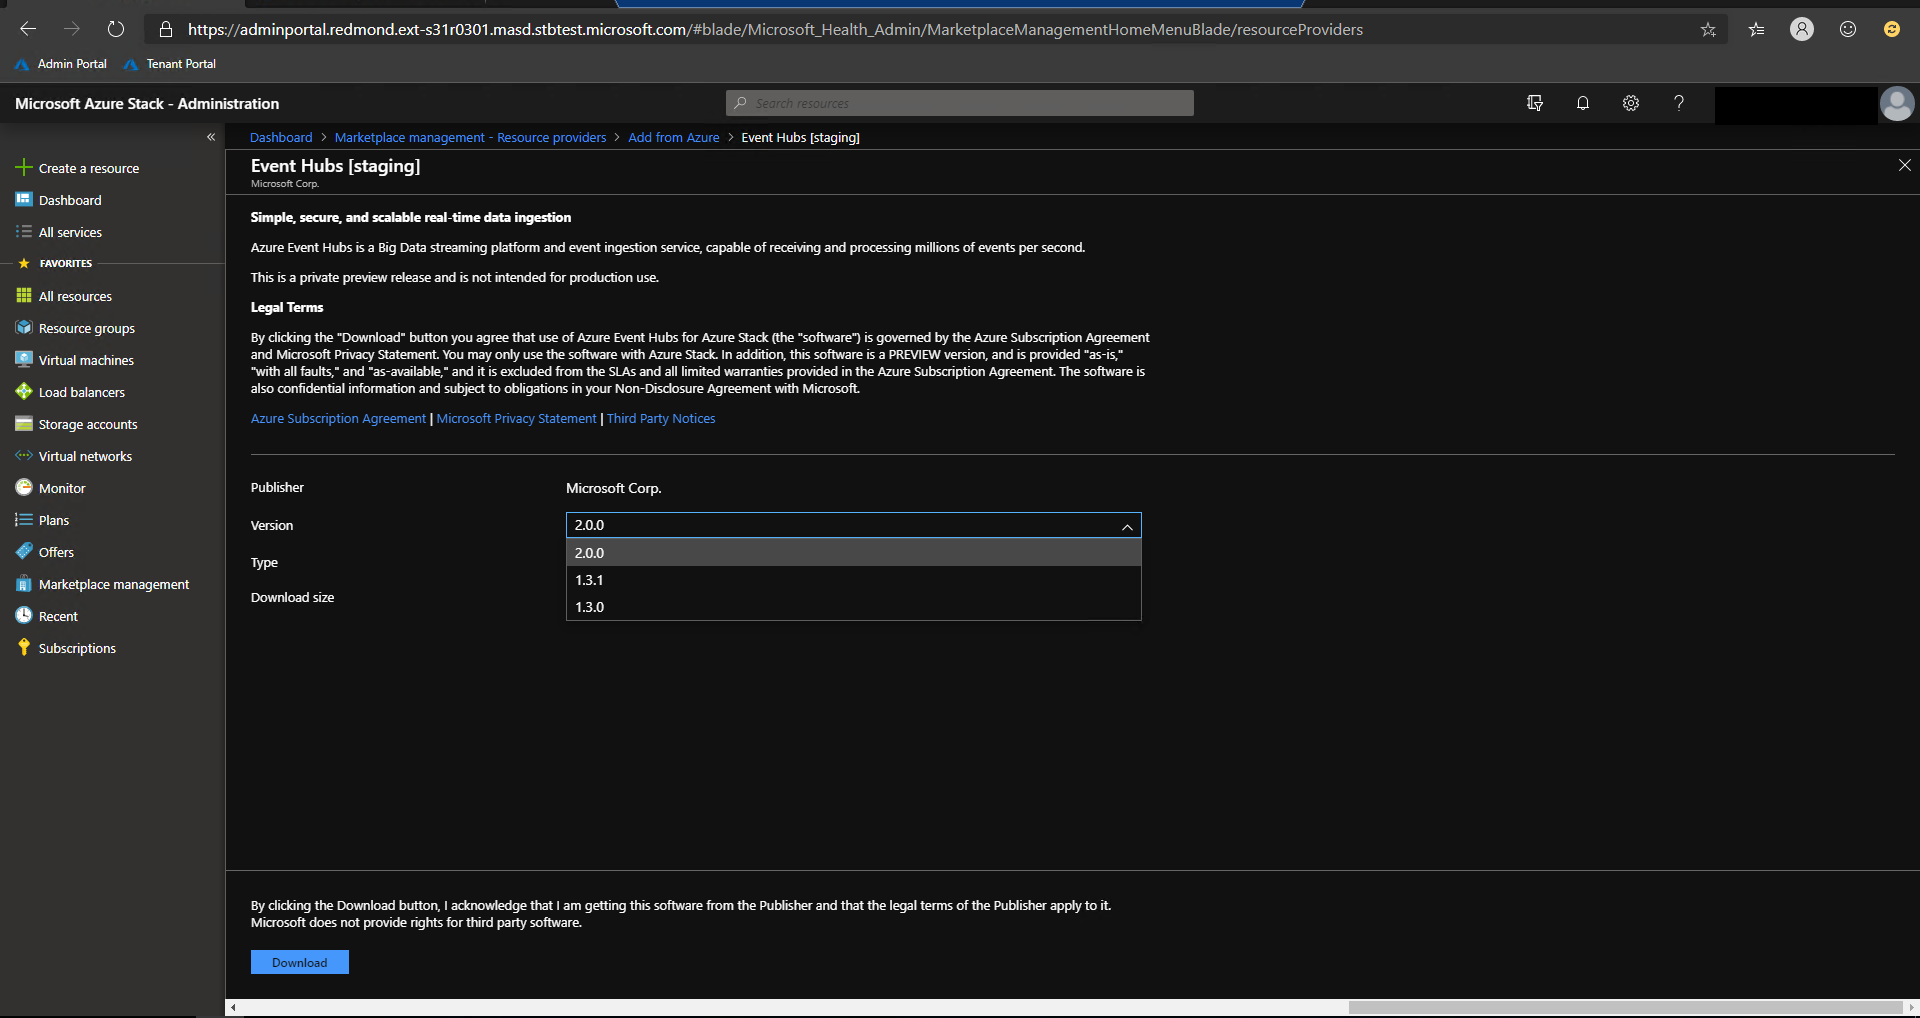 https://adminportal.redmond.ext-s31r0301.masd.stbtest.microsoft.com/#blade/Microsoft_Health_Admin/MarketplaceManagementHomeMenuBlade/resourceProviders
Admin Portal
Tenant Portal
Microsoft Azure Stack - Administration
Search resources
Dashboard > Marketplace management - Resource providers > Add from Azure > Event Hubs [staging]
Create a resource
Dashboard
All services
FAVORITES
All resources
Resource groups
Virtual machines
Load balancers
Storage accounts
Virtual networks
Monitor
Plans
Offers
Marketplace management
Recent
Subscriptions
Event Hubs [staging]
Microsoft Corp.
Simple, secure, and scalable real-time data ingestion
Azure Event Hubs is a Big Data streaming platform and event ingestion service, capable of receiving and processing millions of events per second.
This is a private preview release and is not intended for production use.
Legal Terms
By clicking the "Download" button you agree that use of Azure Event Hubs for Azure Stack (the "software") is governed by the Azure Subscription Agreement
and Microsoft Privacy Statement. You may only use the software with Azure Stack. In addition, this software is a PREVIEW version, and is provided "as-is,"
"with all faults," and "as-available," and it is excluded from the SLAs and all limited warranties provided in the Azure Subscription Agreement. The software is
also confidential information and subject to obligations in your Non-Disclosure Agreement with Microsoft.
Azure Subscription Agreement | Microsoft Privacy Statement | Third Party Notices
Publisher
Microsoft Corp.
Version
2.0.0
2.0.0
1.3.1
1.3.0
Type
Download size
By clicking the Download button, I acknowledge that I am getting this software from the Publisher and that the legal terms of the Publisher apply to it.
Microsoft does not provide rights for third party software.
Download